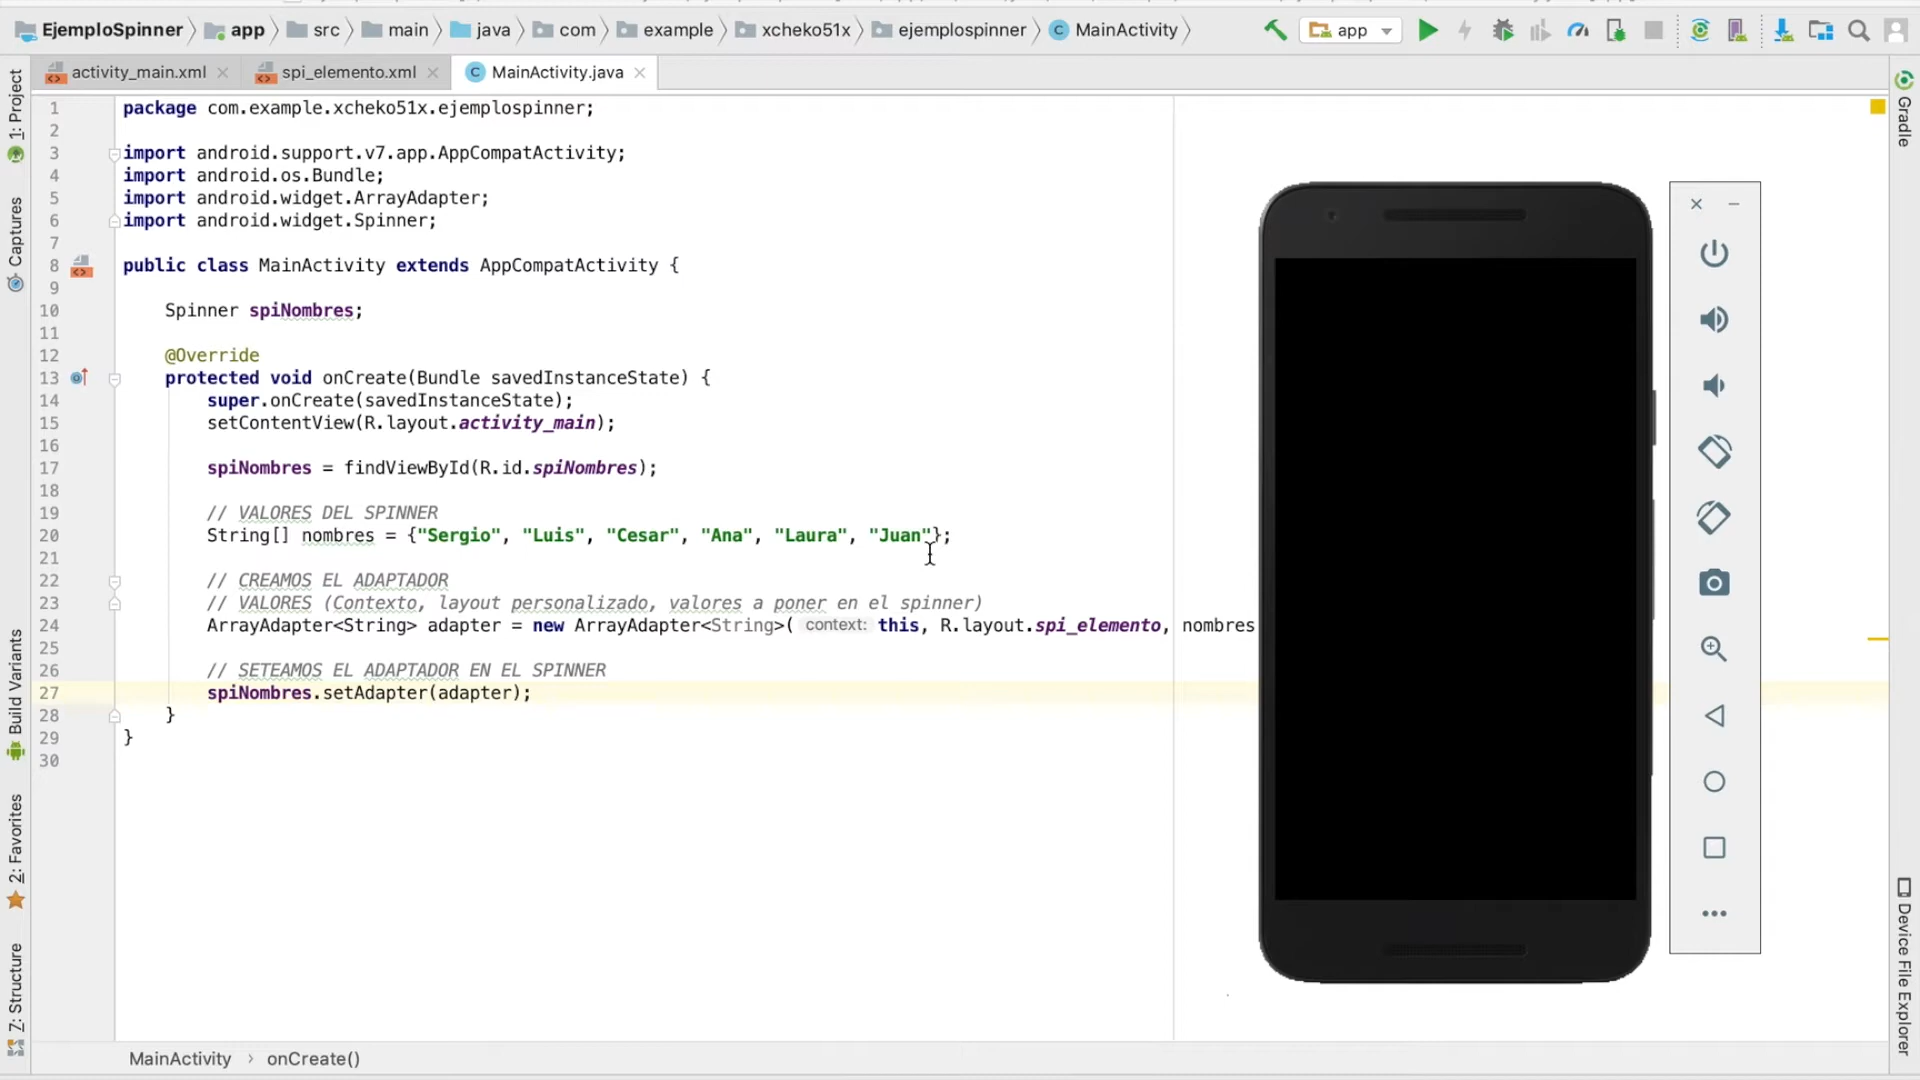 EjemploSpinner app src main java com example xcheko51x ejemplospinner MainActivity app
activity_main.xml spi_elemento.xml MainActivity.java
1: Project
Captures
Build Variants
2: Favorites
7: Structure
1 package com.example.xcheko51x.ejemplospinner;
2
3 import android.support.v7.app.AppCompatActivity;
4 import android.os.Bundle;
5 import android.widget.ArrayAdapter;
6 import android.widget.Spinner;
7
8 public class MainActivity extends AppCompatActivity {
9
10 Spinner spiNombres;
11
12 @Override
13 protected void onCreate(Bundle savedInstanceState) {
14 super.onCreate(savedInstanceState);
15 setContentView(R.layout.activity_main);
16
17 spiNombres = findViewById(R.id.spiNombres);
18
19 // VALORES DEL SPINNER
20 String[] nombres = {"Sergio", "Luis", "Cesar", "Ana", "Laura", "Juan"};
21
22 // CREAMOS EL ADAPTADOR
23 // VALORES (Contexto, layout personalizado, valores a poner en el spinner)
24 ArrayAdapter<String> adapter = new ArrayAdapter<String>( context: this, R.layout.spi_elemento, nombres
25
26 // SETEAMOS EL ADAPTADOR EN EL SPINNER
27 spiNombres.setAdapter(adapter);
28 }
29 }
30
Gradle
Device File Explorer
MainActivity › onCreate()